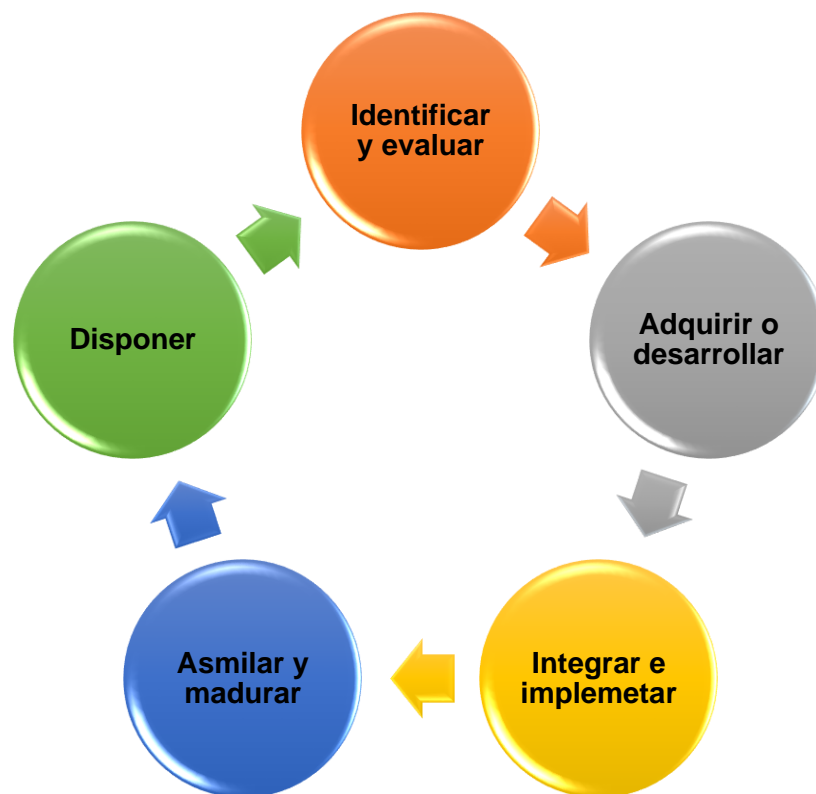 Identificar
y evaluar
Adquirir o
desarrollar
Integrar e
implemetar
Asmilar y
madurar
Disponer